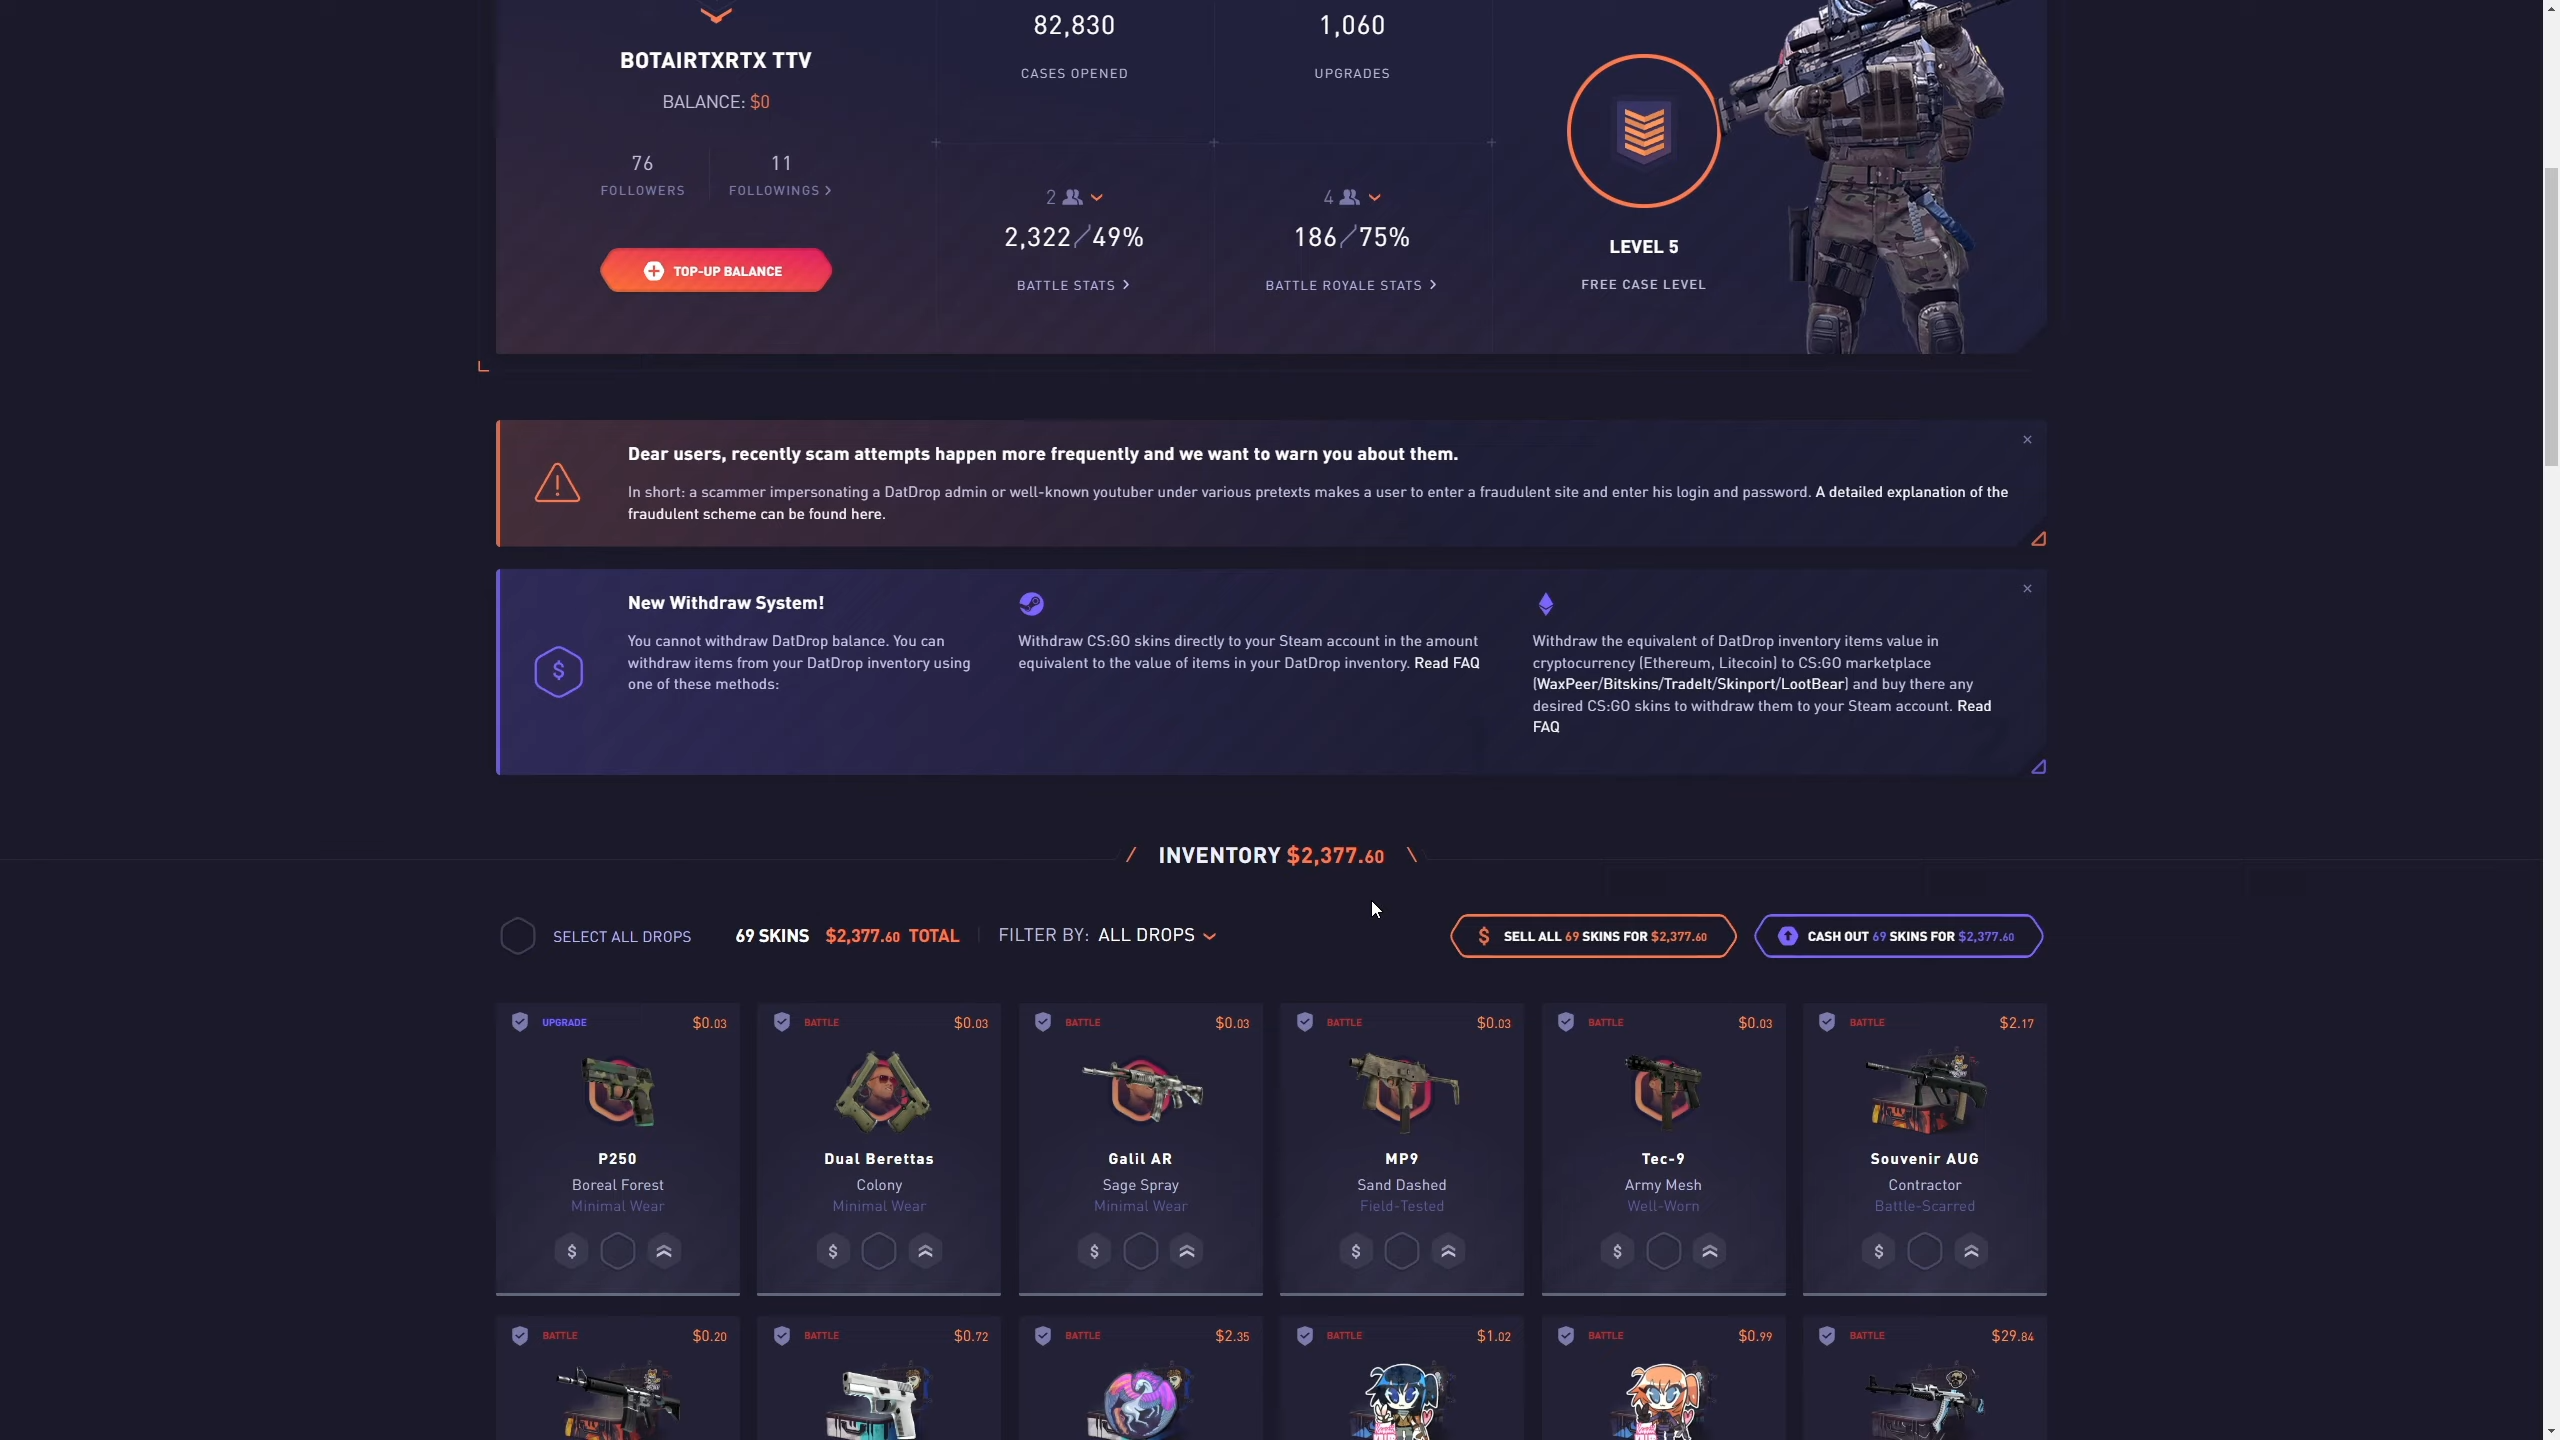 BOTAIRTXRTX TTV
BALANCE: $0
76
FOLLOWERS
11
FOLLOWINGS >
TOP-UP BALANCE
82,830
CASES OPENED
1,060
UPGRADES
2
2,322/49%
BATTLE STATS >
4
186/75%
BATTLE ROYALE STATS >
LEVEL 5
FREE CASE LEVEL
Dear users, recently scam attempts happen more frequently and we want to warn you about them.
In short: a scammer impersonating a DatDrop admin or well-known youtuber under various pretexts makes a user to enter a fraudulent site and enter his login and password. A detailed explanation of the
fraudulent scheme can be found here.
New Withdraw System!
You cannot withdraw DatDrop balance. You can
withdraw items from your DatDrop inventory using
one of these methods:
Withdraw CS:GO skins directly to your Steam account in the amount
equivalent to the value of items in your DatDrop inventory. Read FAQ
Withdraw the equivalent of DatDrop inventory items value in
cryptocurrency (Ethereum, Litecoin) to CS:GO marketplace
(WaxPeer/Bitskins/TradeIt/Skinport/LootBear) and buy there any
desired CS:GO skins to withdraw them to your Steam account. Read
FAQ
INVENTORY $2,377.60
SELECT ALL DROPS
69 SKINS $2,377.60 TOTAL
FILTER BY: ALL DROPS
SELL ALL 69 SKINS FOR $2,377.60
CASH OUT 69 SKINS FOR $2,377.60
UPGRADE $0.03
P250
Boreal Forest
Minimal Wear
BATTLE $0.03
Dual Berettas
Colony
Minimal Wear
BATTLE $0.03
Galil AR
Sage Spray
Minimal Wear
BATTLE $0.03
MP9
Sand Dashed
Field-Tested
BATTLE $0.03
Tec-9
Army Mesh
Well-Worn
BATTLE $2.17
Souvenir AUG
Contractor
Battle-Scarred
BATTLE $0.20
BATTLE $0.72
BATTLE $2.35
BATTLE $1.02
BATTLE $0.99
BATTLE $29.84